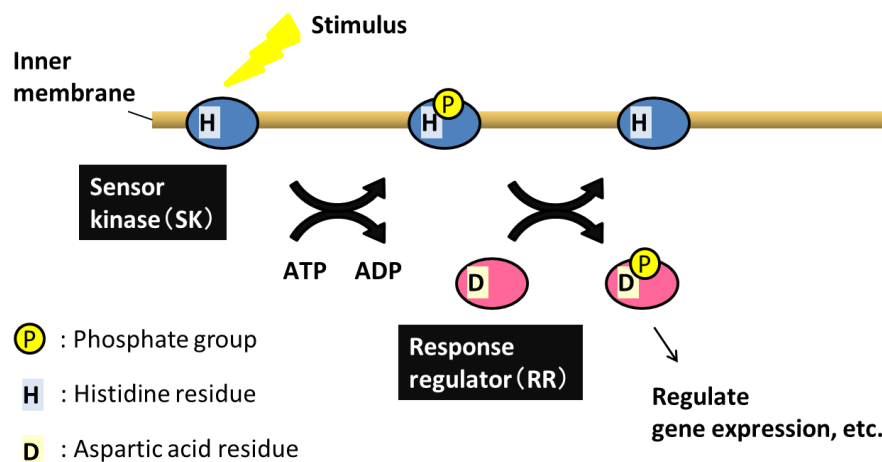 Stimulus
Inner
membrane
H
H
P
H
Sensor
kinase(SK)
ATP
ADP
D
D
P
Response
regulator(RR)
P : Phosphate group
H : Histidine residue
D : Aspartic acid residue
Regulate
gene expression, etc.